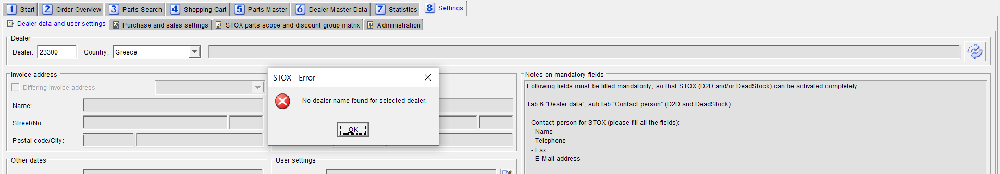 1 Start 2 Order Overview 3 Parts Search 4 Shopping Cart 5 Parts Master 6 Dealer Master Data 7 Statistics 8 Settings
1 Dealer data and user settings 2 Purchase and sales settings 3 STOX parts scope and discount group matrix 4 Administration
Dealer
Dealer: 23300 Country: Greece
Invoice address
Differing invoice address
Name:
Street/No.:
Postal code/City:
Other dates
STOX - Error
No dealer name found for selected dealer.
OK
User settings
Notes on mandatory fields
Following fields must be filled mandatorily, so that STOX (D2D and/or DeadStock) can be activated completely.
Tab 6 "Dealer data", sub tab “Contact person” (D2D and DeadStock):
- Contact person for STOX (please fill all the fields):
- Name
- Telephone
- Fax
- E-Mail address